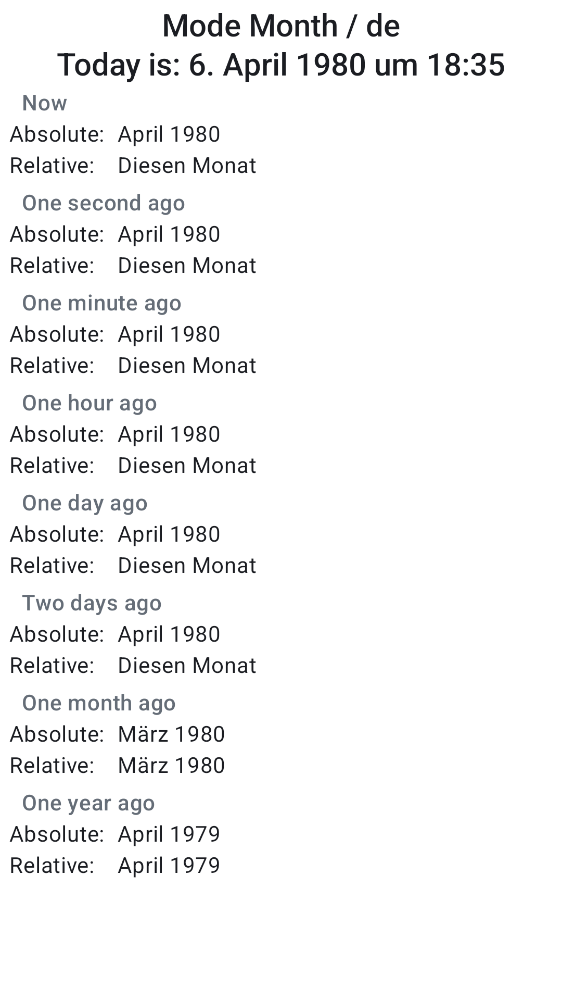 Mode Month / de
Today is: 6. April 1980 um 18:35
Now
Absolute: April 1980
Relative: Diesen Monat
One second ago
Absolute: April 1980
Relative: Diesen Monat
One minute ago
Absolute: April 1980
Relative: Diesen Monat
One hour ago
Absolute: April 1980
Relative: Diesen Monat
One day ago
Absolute: April 1980
Relative: Diesen Monat
Two days ago
Absolute: April 1980
Relative: Diesen Monat
One month ago
Absolute: März 1980
Relative: März 1980
One year ago
Absolute: April 1979
Relative: April 1979